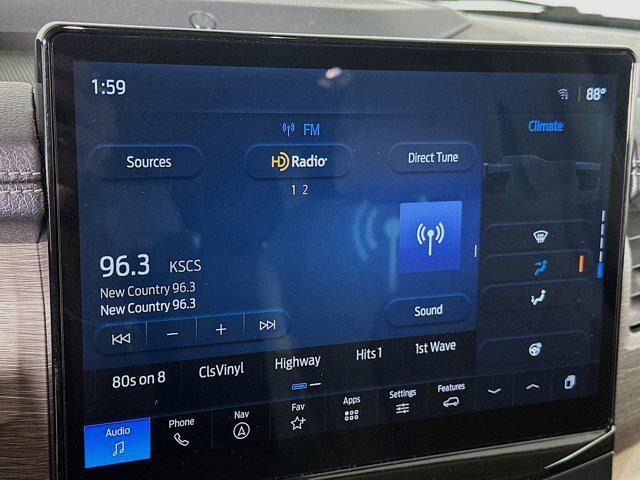 1:59
88°
FM
Climate
Sources
HD Radio
Direct Tune
1 2
96.3 KSCS
New Country 96.3
New Country 96.3
Sound
80s on 8 ClsVinyl Highway Hits 1 1st Wave
Audio Phone Nav Fav Apps Settings Features